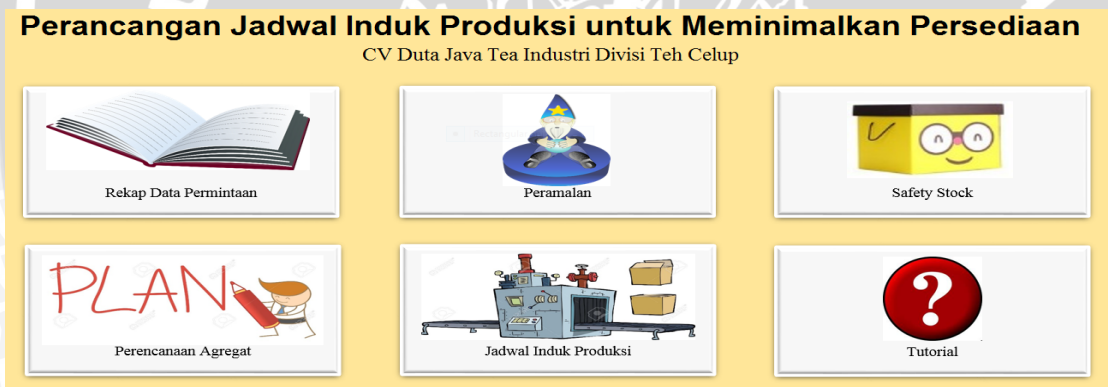 Perancangan Jadwal Induk Produksi untuk Meminimalkan Persediaan
CV Duta Java Tea Industri Divisi Teh Celup
Rekap Data Permintaan
Peramalan
Safety Stock
PLAN
Perencanaan Agregat
Jadwal Induk Produksi
?
Tutorial